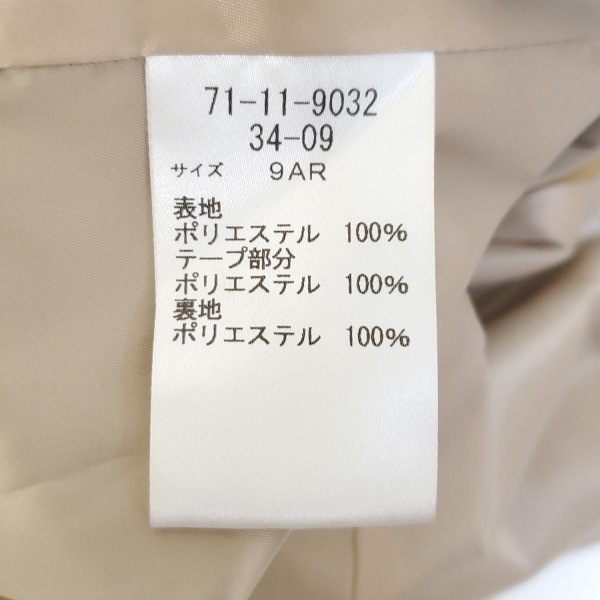 71-11-9032
34-09
サイズ 9AR
表地
ポリエステル 100%
テープ部分
ポリエステル 100%
裏地
ポリエステル 100%